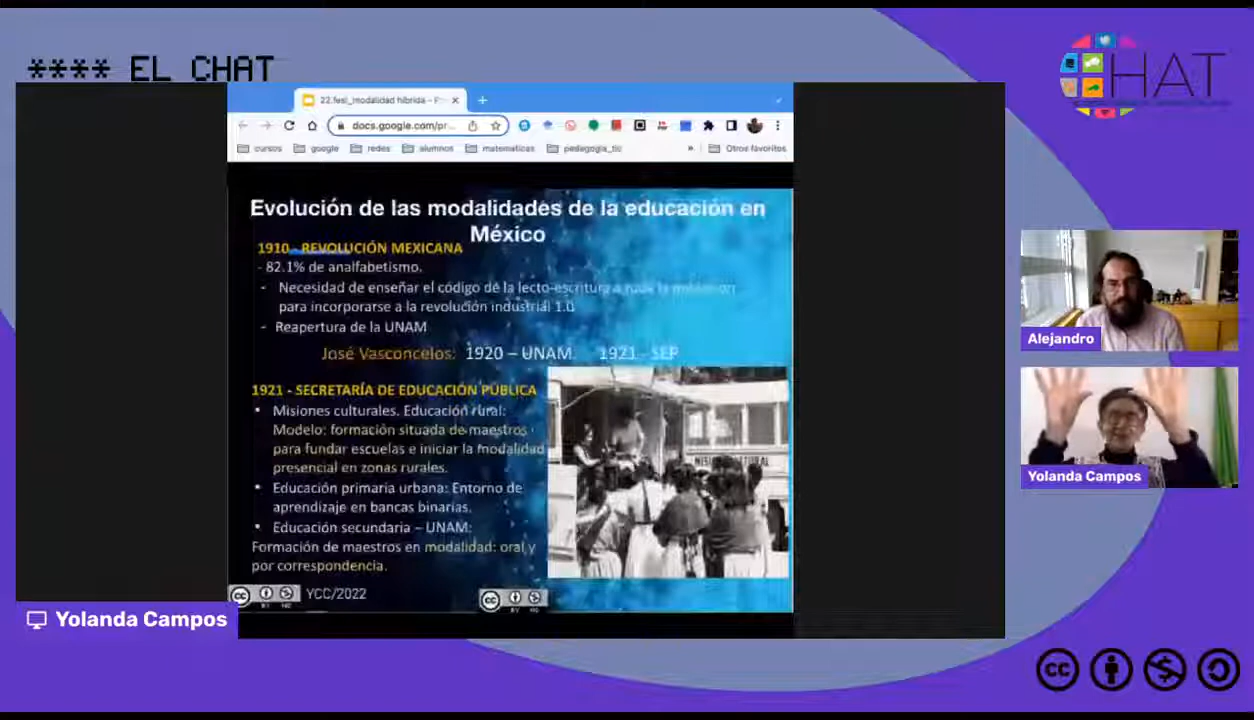 **** EL CHAT
HAT
22.fesi_modalidad híbrida - P
docs.google.com/pr...
cursos
google
redes
alumnos
matematicas
pedagogia_tic
»
Otros favoritos
Evolución de las modalidades de la educación en
México
1910 - REVOLUCIÓN MEXICANA
- 82.1% de analfabetismo.
- Necesidad de enseñar el código de la lecto-escritura a toda la población
para incorporarse a la revolución industrial 1.0
- Reapertura de la UNAM
José Vasconcelos: 1920 – UNAM. 1921 - SEP
1921 - SECRETARÍA DE EDUCACIÓN PÚBLICA
• Misiones culturales. Educación rural:
Modelo: formación situada de maestros
para fundar escuelas e iniciar la modalidad
presencial en zonas rurales.
• Educación primaria urbana: Entorno de
aprendizaje en bancas binarias.
• Educación secundaria – UNAM:
Formación de maestros en modalidad: oral y
por correspondencia.
YCC/2022
Alejandro
Yolanda Campos
Yolanda Campos